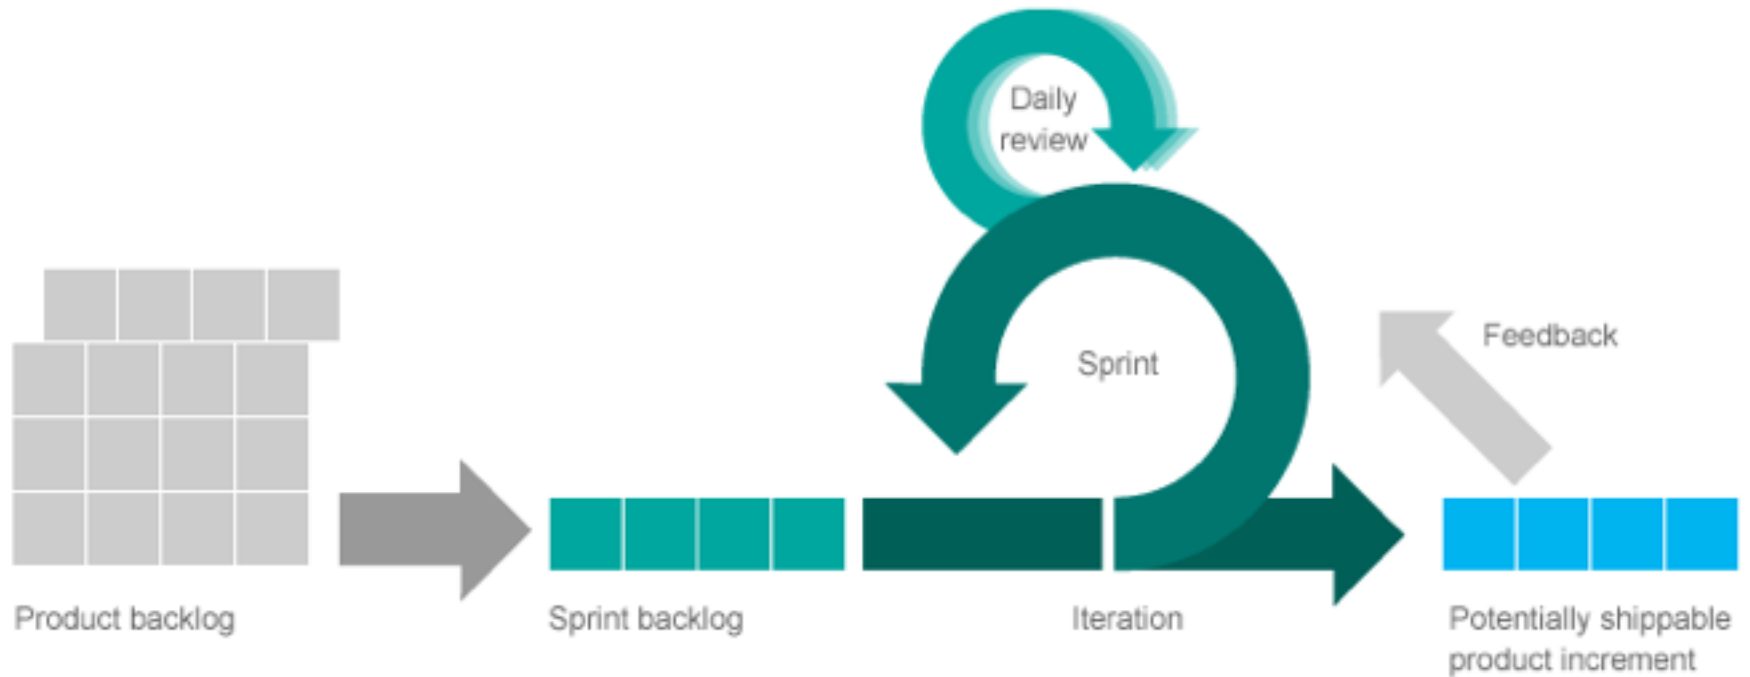 Daily
review
Sprint
Feedback
Product backlog
Sprint backlog
Iteration
Potentially shippable
product increment